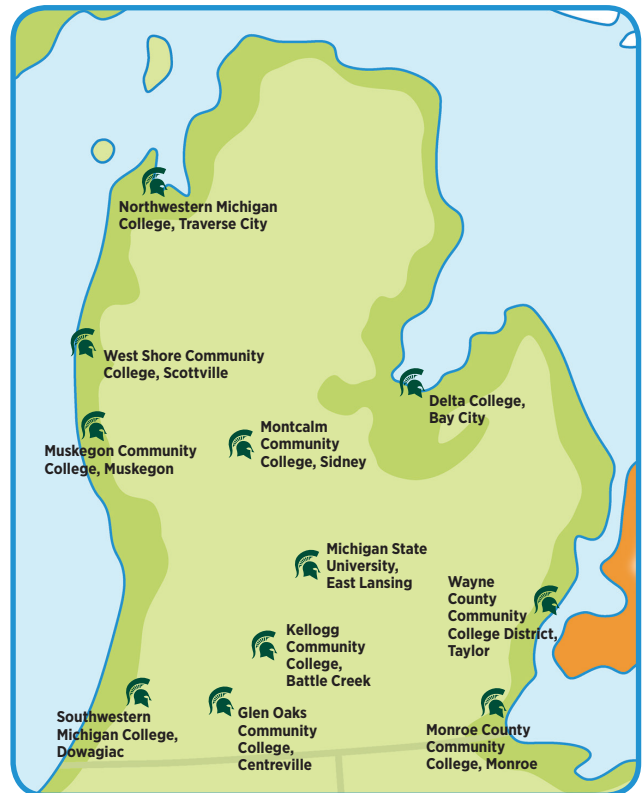 Northwestern Michigan
College, Traverse City
West Shore Community
College, Scottville
Delta College,
Bay City
Muskegon Community
College, Muskegon
Montcalm
Community
College, Sidney
Michigan State
University,
East Lansing
Wayne
County
Community
College District,
Taylor
Kellogg
Community
College,
Battle Creek
Southwestern
Michigan College,
Dowagiac
Glen Oaks
Community
College,
Centreville
Monroe County
Community
College, Monroe